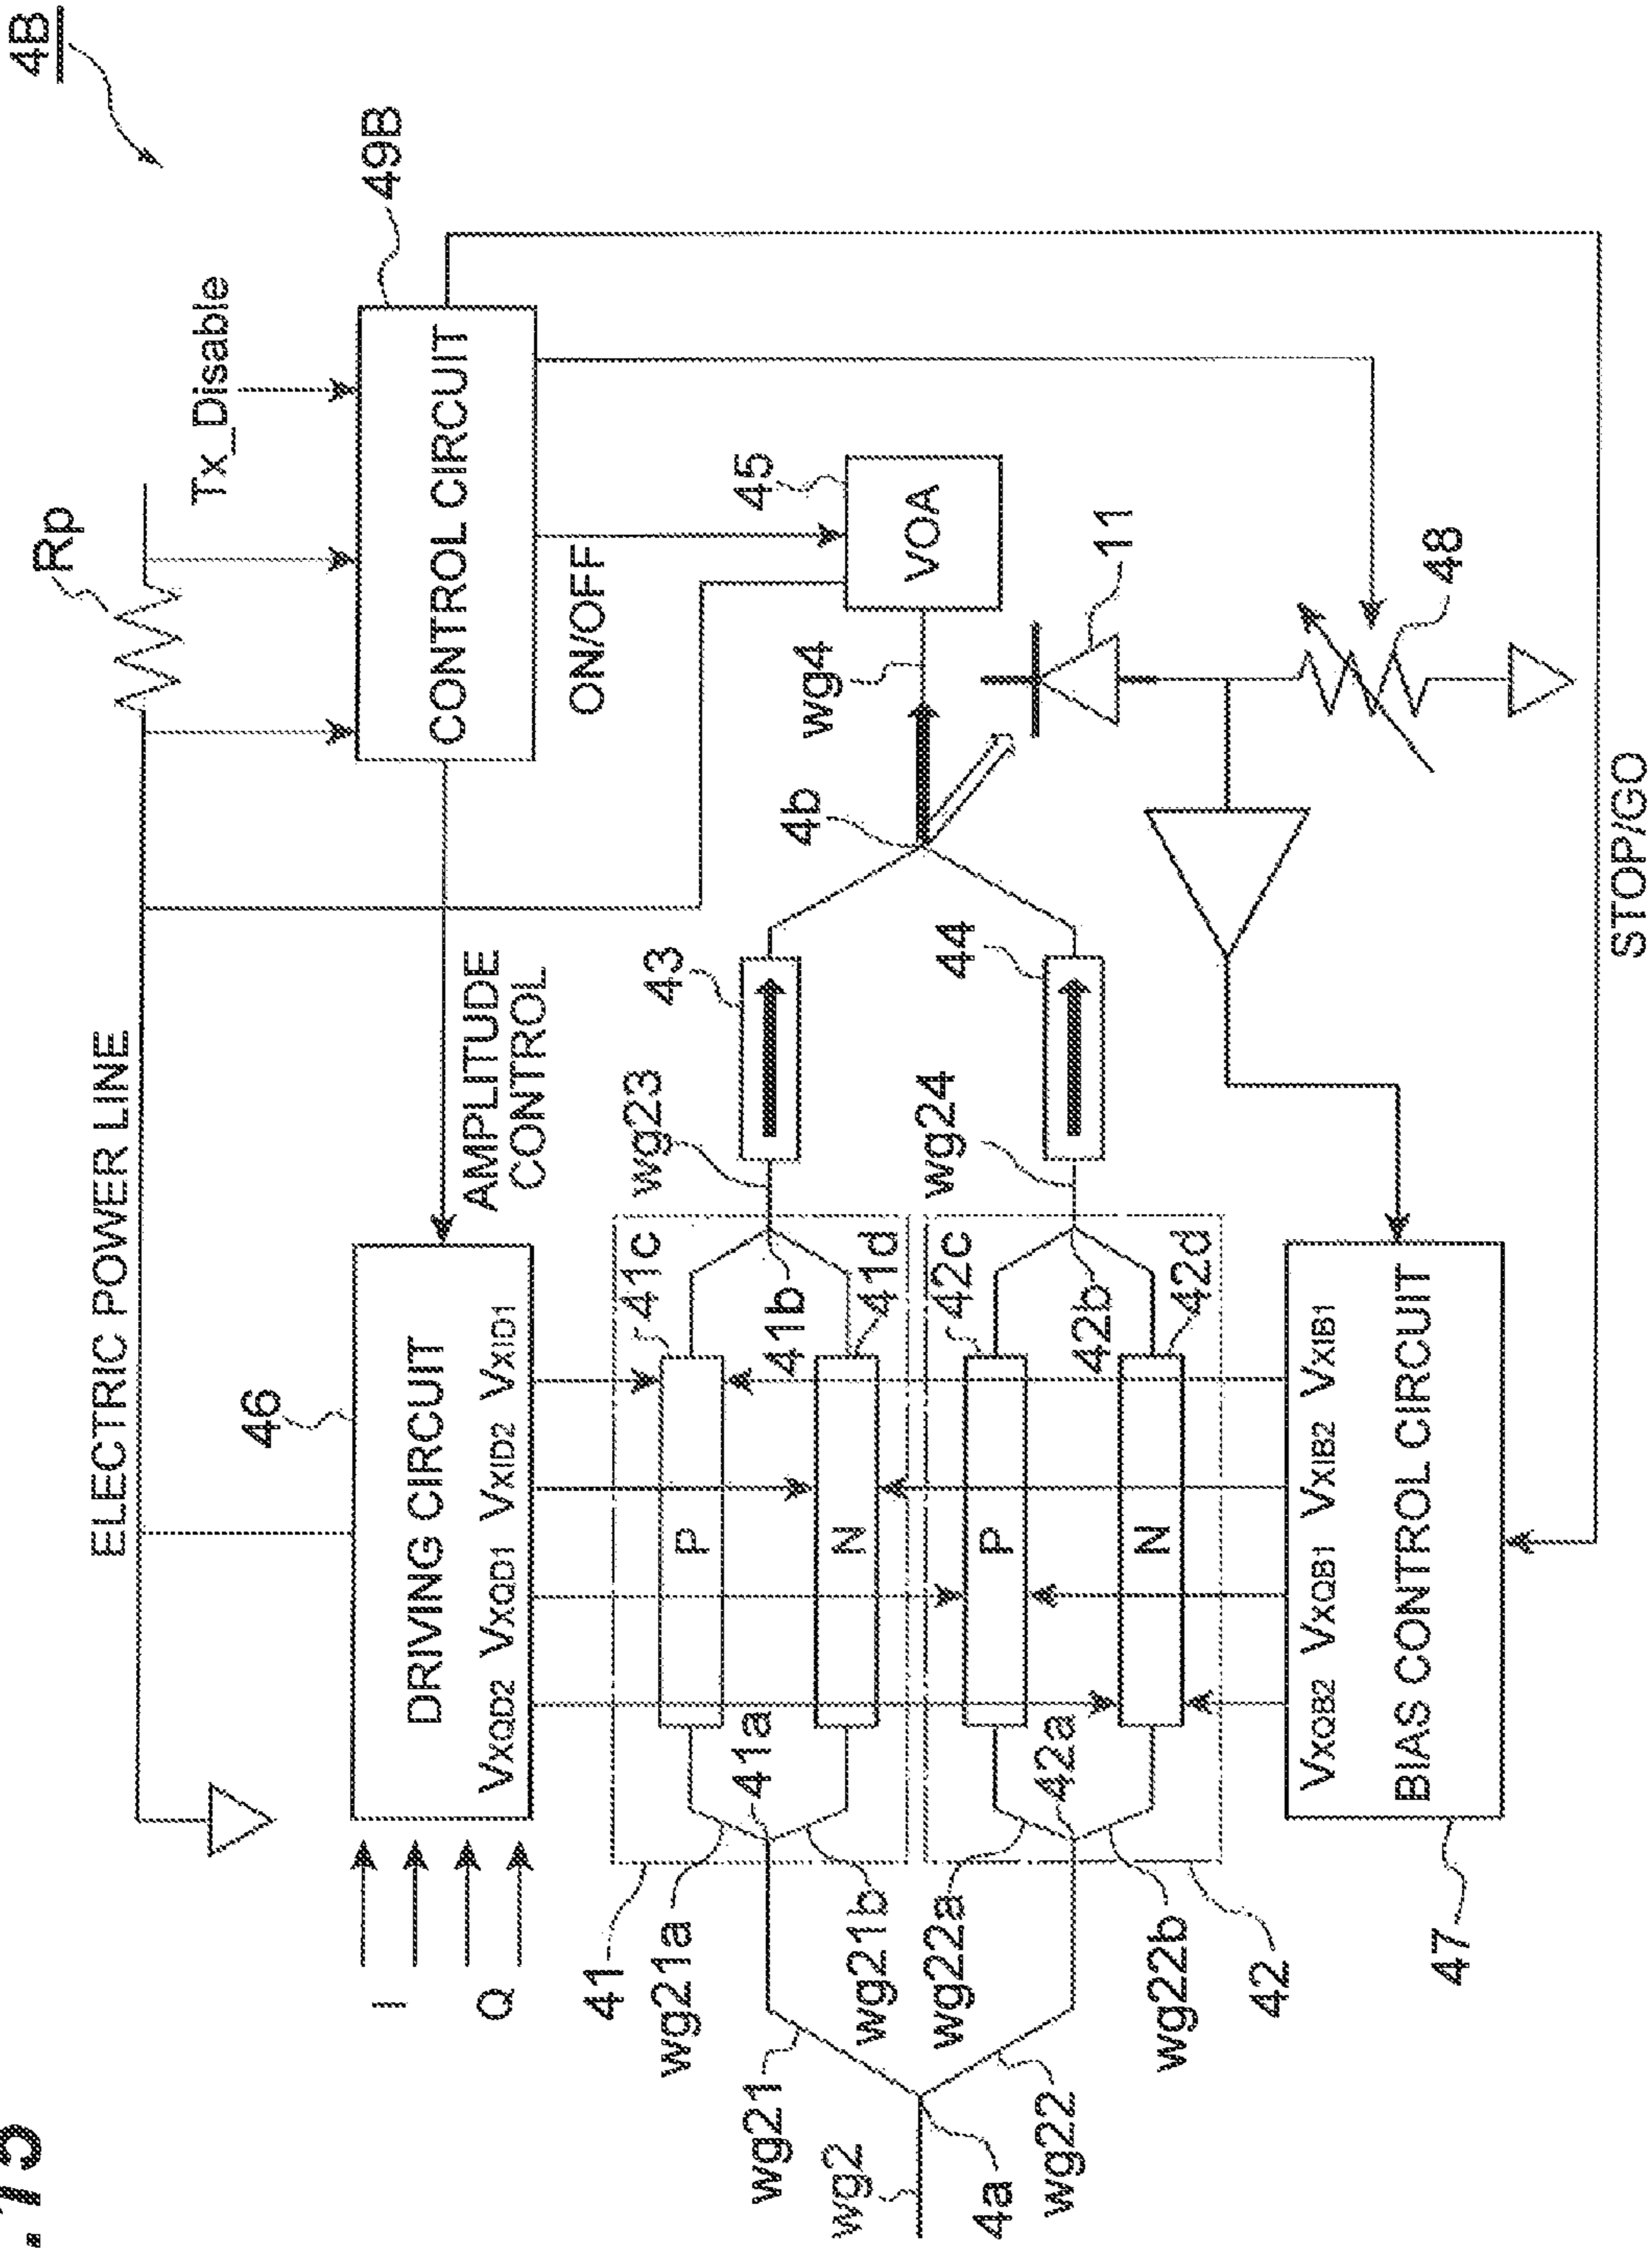 4B
ELECTRIC POWER LINE
Rp
Tx_Disable
49B
CONTROL CIRCUIT
46
DRIVING CIRCUIT
VXQD2 VXQD1 VXID2 VXID1
I
Q
AMPLITUDE
CONTROL
ON/OFF
41
wg21a
41a
P
41c
wg23
43
45
VOA
wg21
wg21b
N
41b
41d
4b
wg4
wg2
4a
wg22
wg22a
42a
P
42c
wg24
44
11
wg22b
N
42b
42d
42
48
VXQB2 VXQB1 VXIB2 VXIB1
BIAS CONTROL CIRCUIT
47
STOP/GO